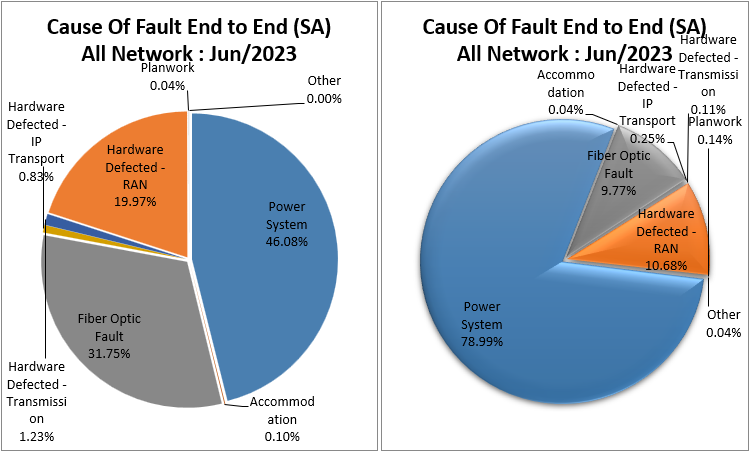 Cause Of Fault End to End (SA)
All Network : Jun/2023
Planwork
0.04%
Other
0.00%
Hardware
Defected -
IP
Transport
0.83%
Hardware
Defected -
RAN
19.97%
Power
System
46.08%
Fiber Optic
Fault
31.75%
Hardware
Defected -
Transmissi
on
1.23%
Accommod
ation
0.10%
Cause Of Fault End to End (SA)
All Network : Jun/2023
Accommo
dation
0.04%
Hardware
Defected -
IP
Transport
0.25%
Hardware
Defected -
Transmissi
on
0.11%
Planwork
0.14%
Fiber Optic
Fault
9.77%
Hardware
Defected -
RAN
10.68%
Power
System
78.99%
Other
0.04%